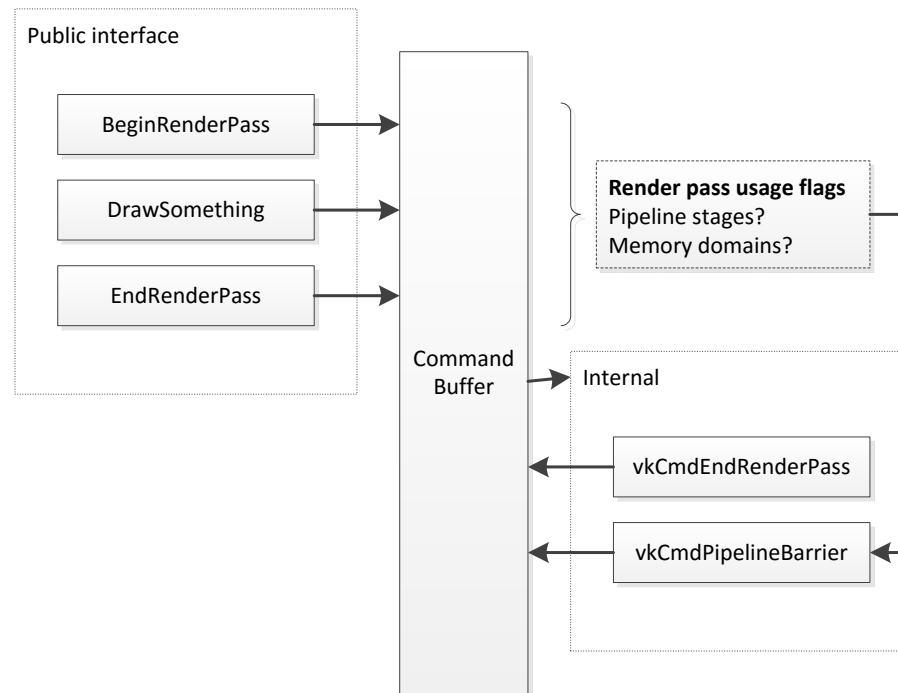 Public interface
BeginRenderPass
DrawSomething
EndRenderPass
Command
Buffer
Render pass usage flags
Pipeline stages?
Memory domains?
Internal
vkCmdEndRenderPass
vkCmdPipelineBarrier